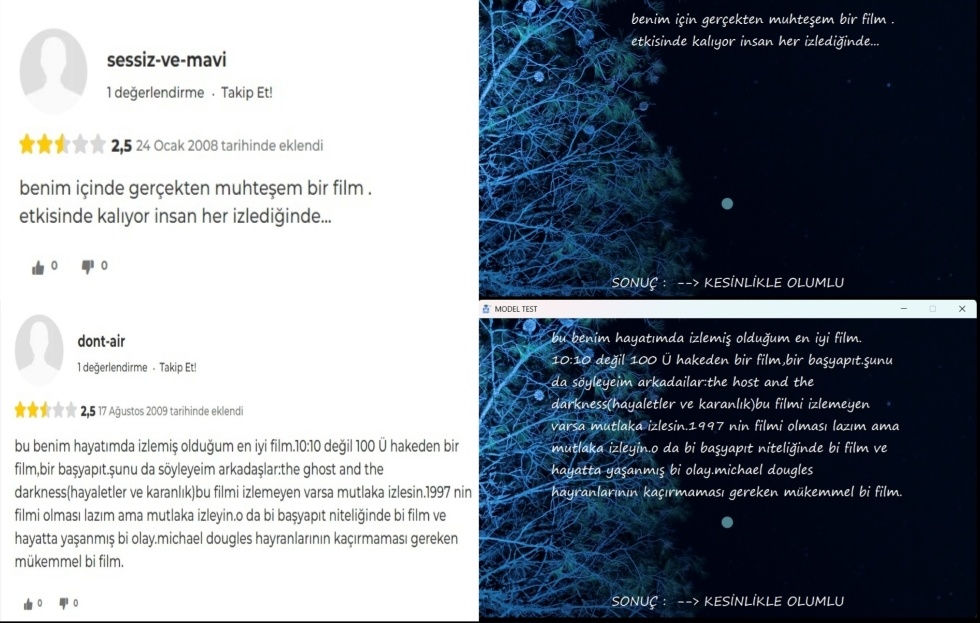 sessiz-ve-mavi
1 değerlendirme · Takip Et!
2,5 24 Ocak 2008 tarihinde eklendi
benim içinde gerçekten muhteşem bir film .
etkisinde kalıyor insan her izlediğinde...
0 0
dont-air
1 değerlendirme · Takip Et!
2,5 17 Ağustos 2009 tarihinde eklendi
bu benim hayatımda izlemiş olduğum en iyi film.10:10 değil 100 Ü hakeden bir
film,bir başyapıt.şunu da söyleyeim arkadaşlar:the ghost and the
darkness(hayaletler ve karanlık)bu filmi izlemeyen varsa mutlaka izlesin.1997 nin
filmi olması lazım ama mutlaka izleyin.o da bi başyapıt niteliğinde bi film ve
hayatta yaşanmış bi olay.michael dougles hayranlarının kaçırmaması gereken
mükemmel bi film.
0 0
benim için gerçekten muhteşem bir film .
etkisinde kalıyor insan her izlediğinde...
SONUÇ : --> KESİNLİKLE OLUMLU
MODEL TEST
bu benim hayatımda izlemiş olduğum en iyi film.
10:10 değil 100 Ü hakeden bir film,bir başyapıt.şunu
da söyleyeim arkadailar:the host and the
darkness(hayaletler ve karanlık)bu filmi izlemeyen
varsa mutlaka izlesin.1997 nin filmi olması lazım ama
mutlaka izleyin.o da bi başyapıt niteliğinde bi film ve
hayatta yaşanmış bi olay.michael dougles
hayranlarının kaçırmaması gereken mükemmel bi film.
SONUÇ : --> KESİNLİKLE OLUMLU